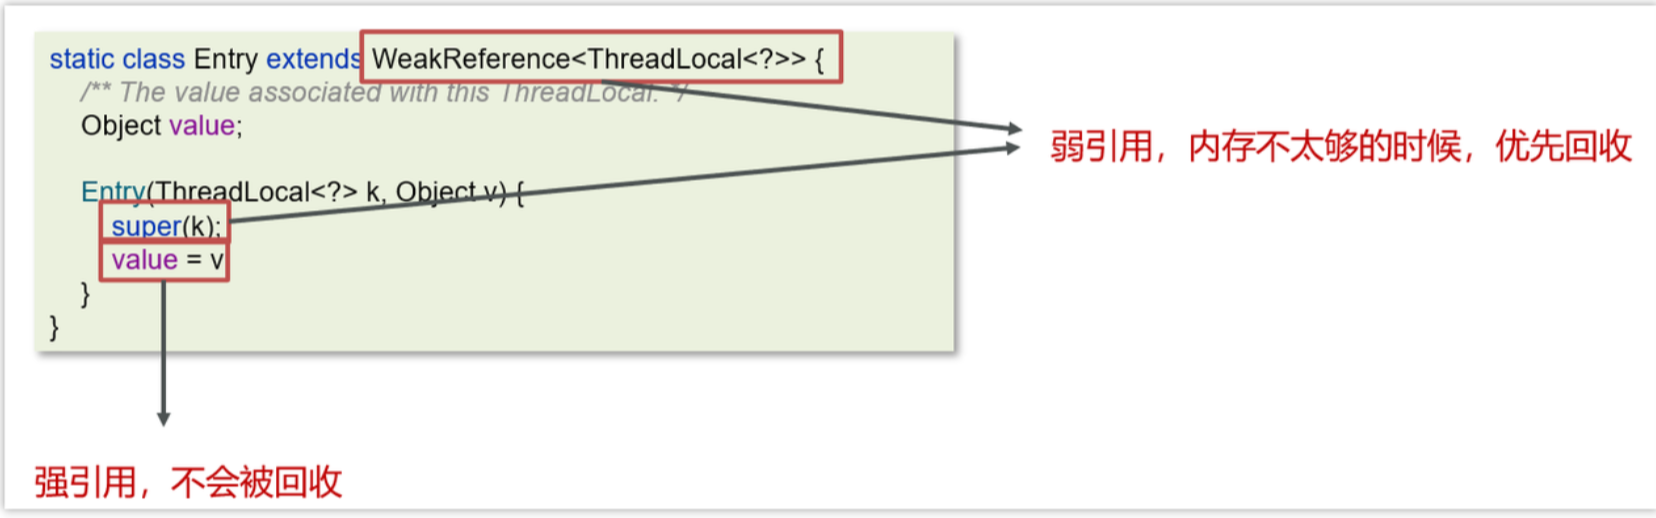 static class Entry extends WeakReference<ThreadLocal<?>> {
/** The value associated with this ThreadLocal. */
Object value;
弱引用，内存不太够的时候，优先回收
Entry(ThreadLocal<?> k, Object v) {
super(k);
value = v
}
}
强引用，不会被回收